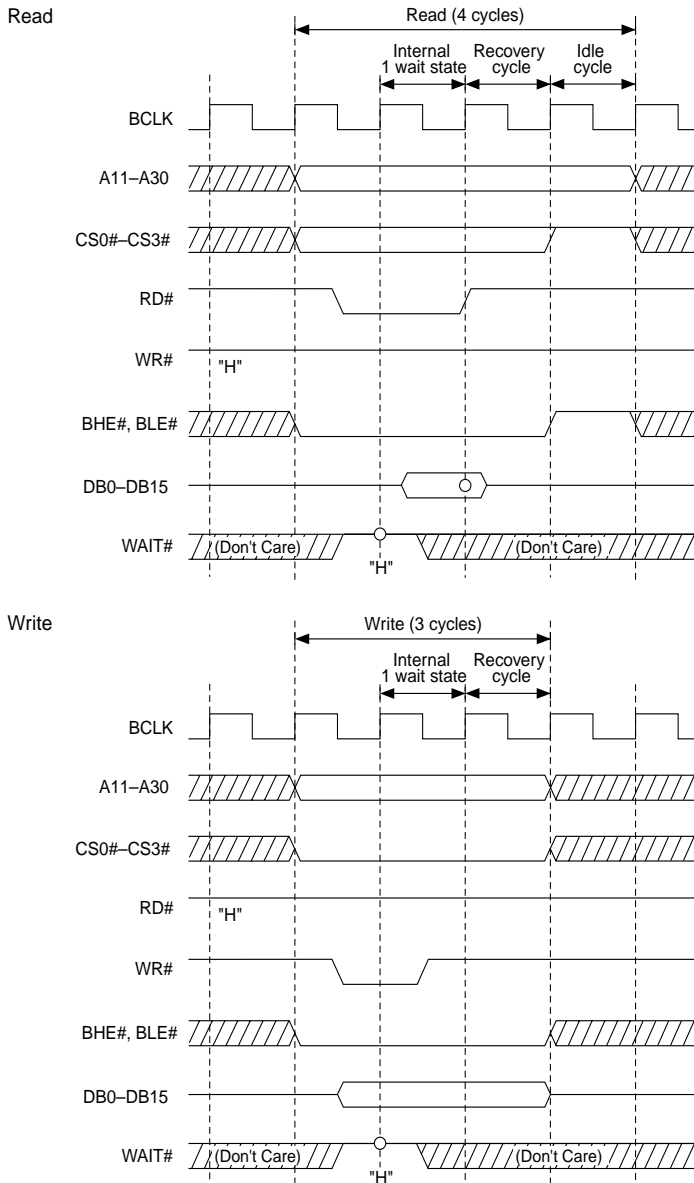 Read
Read (4 cycles)
Internal
1 wait state
Recovery
cycle
Idle
cycle
BCLK
A11–A30
CS0#–CS3#
RD#
WR#
"H"
BHE#, BLE#
DB0–DB15
WAIT#
(Don't Care)
(Don't Care)
"H"
Write
Write (3 cycles)
Internal
1 wait state
Recovery
cycle
BCLK
A11–A30
CS0#–CS3#
RD#
"H"
WR#
BHE#, BLE#
DB0–DB15
WAIT#
(Don't Care)
(Don't Care)
"H"